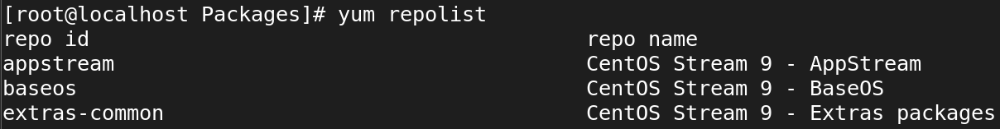 [root@localhost Packages]# yum repolist
repo id repo name
appstream CentOS Stream 9 - AppStream
baseos CentOS Stream 9 - BaseOS
extras-common CentOS Stream 9 - Extras packages